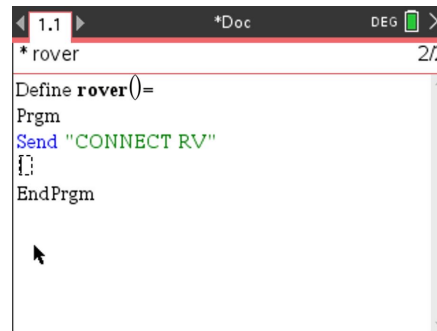 1.1 *Doc DEG
* rover 2/2
Define rover()=
Prgm
Send "CONNECT RV"
EndPrgm